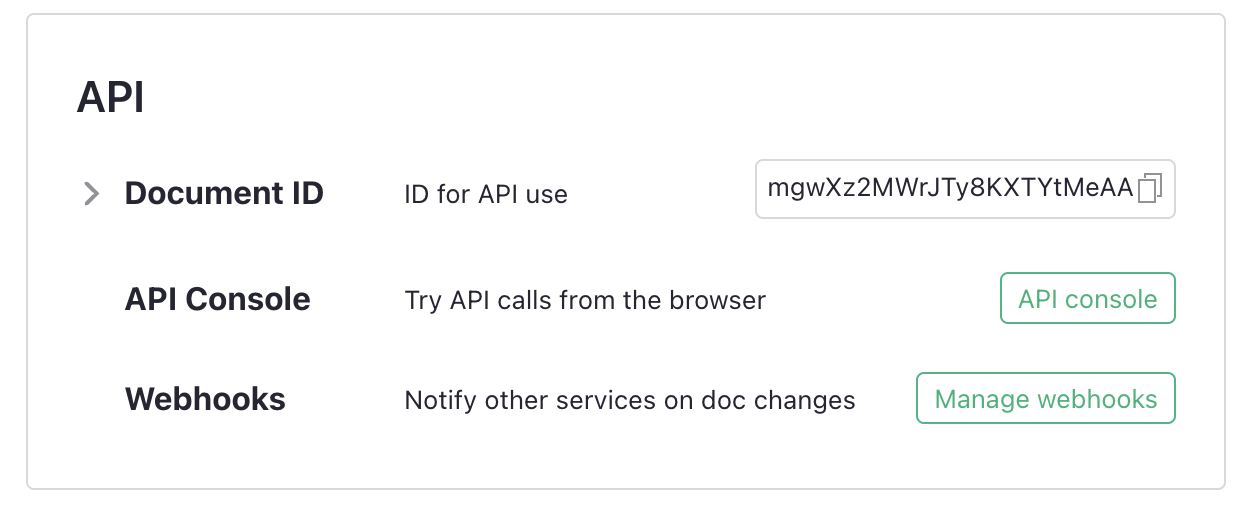 API
Document ID ID for API use mgwXz2MWrJTy8KXTYtMeAA
API Console Try API calls from the browser API console
Webhooks Notify other services on doc changes Manage webhooks